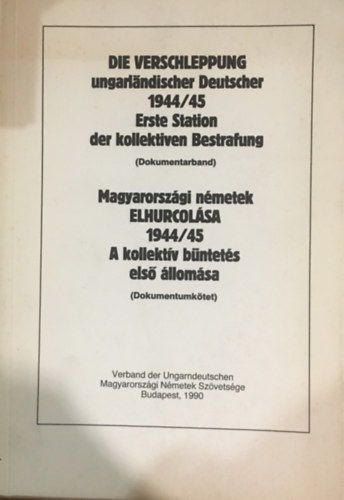 DIE VERSCHLEPPUNG
ungarländischer Deutscher
1944/45
Erste Station
der kollektiven Bestrafung
(Dokumentarband)
Magyarországi németek
ELHURCOLÁSA
1944/45
A kollektív büntetés
első állomása
(Dokumentumkötet)
Verband der Ungarndeutschen
Magyarországi Németek Szövetsége
Budapest, 1990